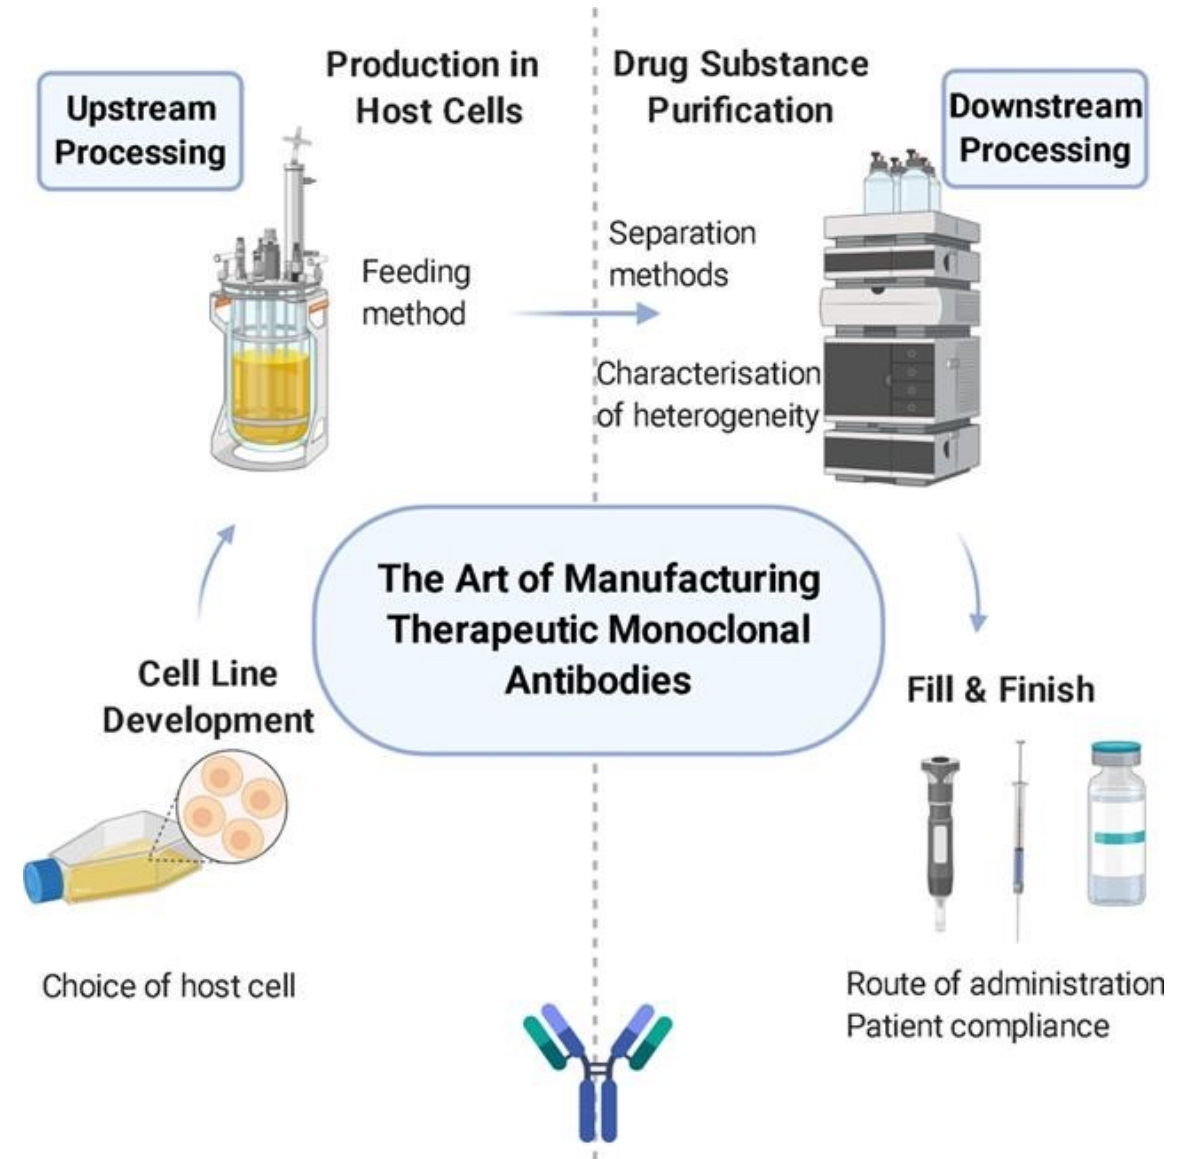 Upstream
Processing
Production in
Host Cells
Feeding
method
Drug Substance
Purification
Downstream
Processing
Separation
methods
Characterisation
of heterogeneity
The Art of Manufacturing
Therapeutic Monoclonal
Antibodies
Cell Line
Development
Choice of host cell
Fill & Finish
Route of administration
Patient compliance